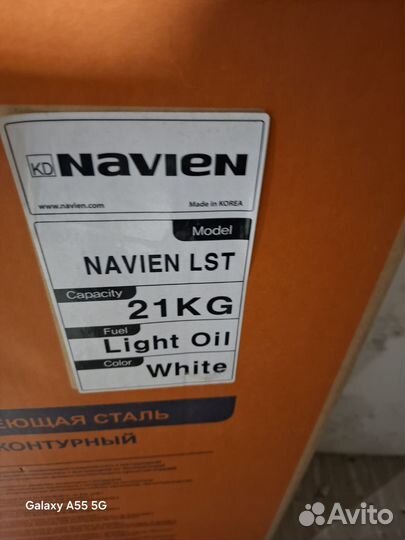 KD NAVIEN
www.navien.com Made in KOREA
Model
NAVIEN LST
Capacity
21KG
Fuel
Light Oil
Color
White
ЕЮЩАЯ СТАЛЬ
КОНТУРНЫЙ
Galaxy A55 5G
Avito